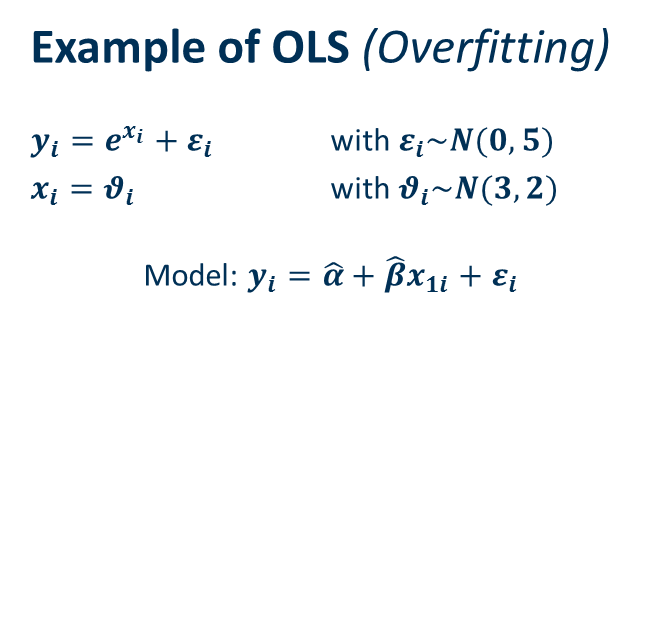 Example of OLS (Overfitting)
yᵢ = eˣⁱ + εᵢ with εᵢ~N(0, 5)
xᵢ = ϑᵢ with ϑᵢ~N(3, 2)
Model: yᵢ = α̂ + β̂x₁ᵢ + εᵢ